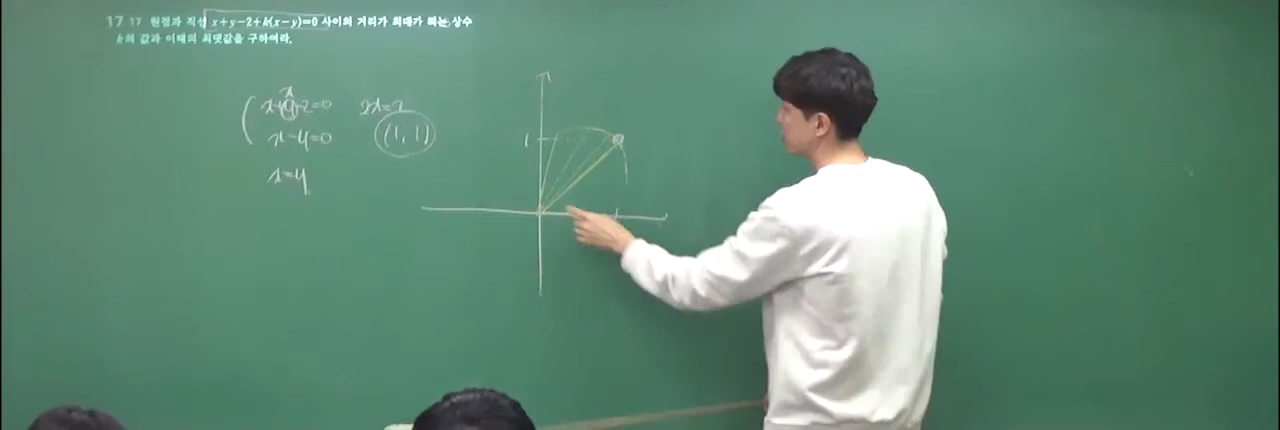 17 17 원점과 직선 x+y-2+k(x-y)=0 사이의 거리가 최대가 되는 상수
k의 값과 이때의 최댓값을 구하여라.
x
x+y-2=0 2x=2
x-y=0 (1, 1)
x=y
1